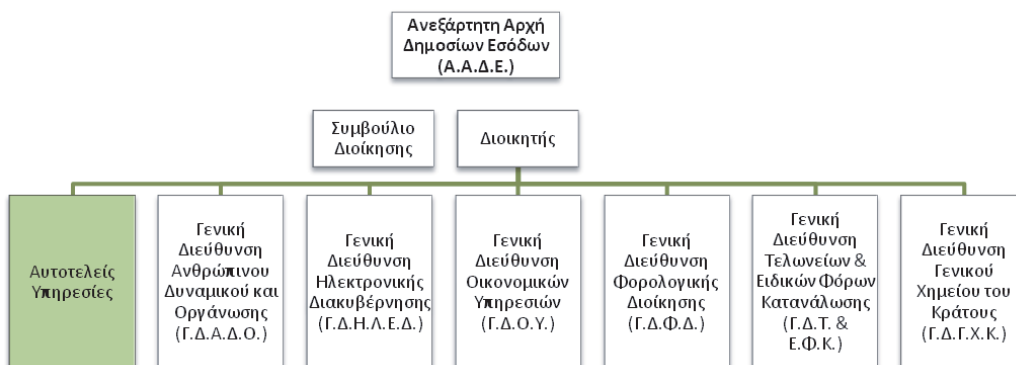 Ανεξάρτητη Αρχή
Δημοσίων Εσόδων
(Α.Α.Δ.Ε.)
Συμβούλιο
Διοίκησης
Διοικητής
Αυτοτελείς
Υπηρεσίες
Γενική
Διεύθυνση
Ανθρώπινου
Δυναμικού και
Οργάνωσης
(Γ.Δ.Α.Δ.Ο.)
Γενική
Διεύθυνση
Ηλεκτρονικής
Διακυβέρνησης
(Γ.Δ.Η.Λ.Ε.Δ.)
Γενική
Διεύθυνση
Οικονομικών
Υπηρεσιών
(Γ.Δ.Ο.Υ.)
Γενική
Διεύθυνση
Φορολογικής
Διοίκησης
(Γ.Δ.Φ.Δ.)
Γενική
Διεύθυνση
Τελωνείων &
Ειδικών Φόρων
Κατανάλωσης
(Γ.Δ.Τ. &
Ε.Φ.Κ.)
Γενική
Διεύθυνση
Γενικού
Χημείου του
Κράτους
(Γ.Δ.Γ.Χ.Κ.)